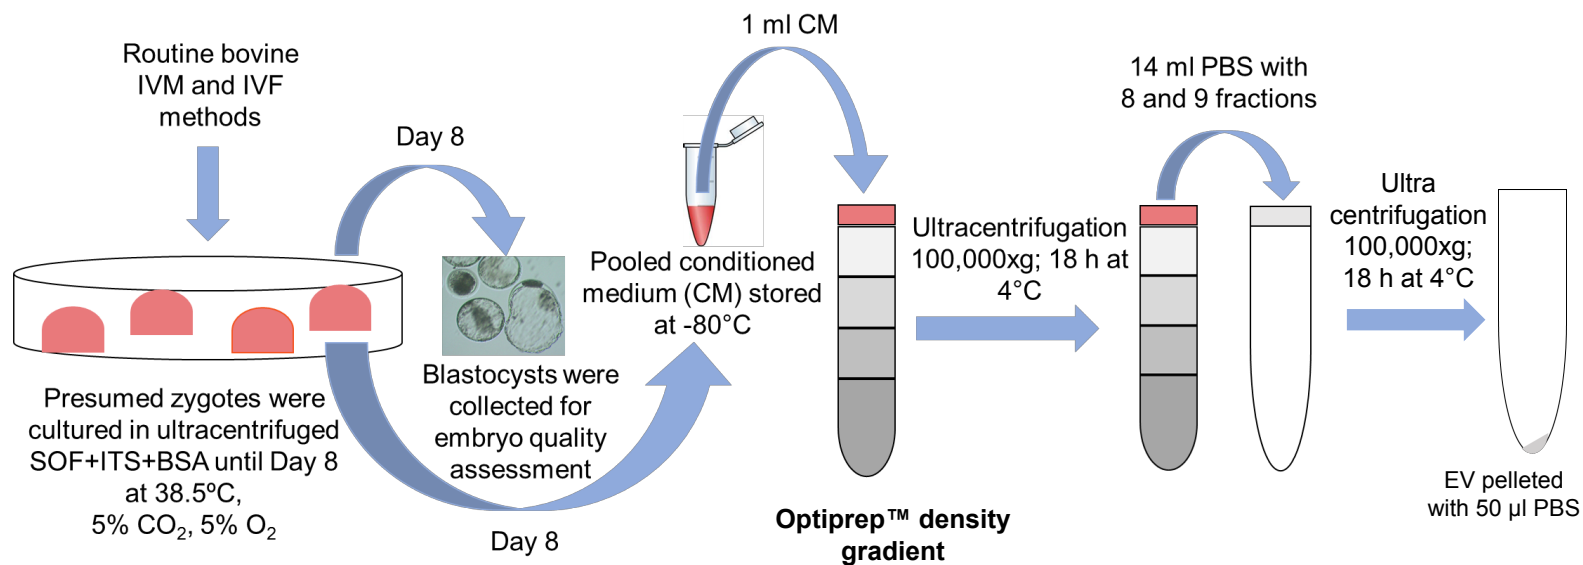 Routine bovine
IVM and IVF
methods
Day 8
1 ml CM
14 ml PBS with
8 and 9 fractions
Presumed zygotes were
cultured in ultracentrifuged
SOF+ITS+BSA until Day 8
at 38.5ºC,
5% CO₂, 5% O₂
Blastocysts were
collected for
embryo quality
assessment
Day 8
Pooled conditioned
medium (CM) stored
at -80°C
Optiprep™ density
gradient
Ultracentrifugation
100,000xg; 18 h at
4°C
Ultra
centrifugation
100,000xg;
18 h at 4°C
EV pelleted
with 50 µl PBS